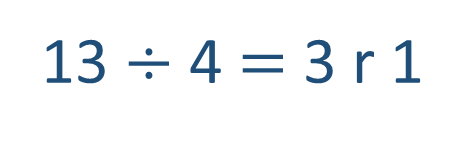 13 ÷ 4 = 3 r 1